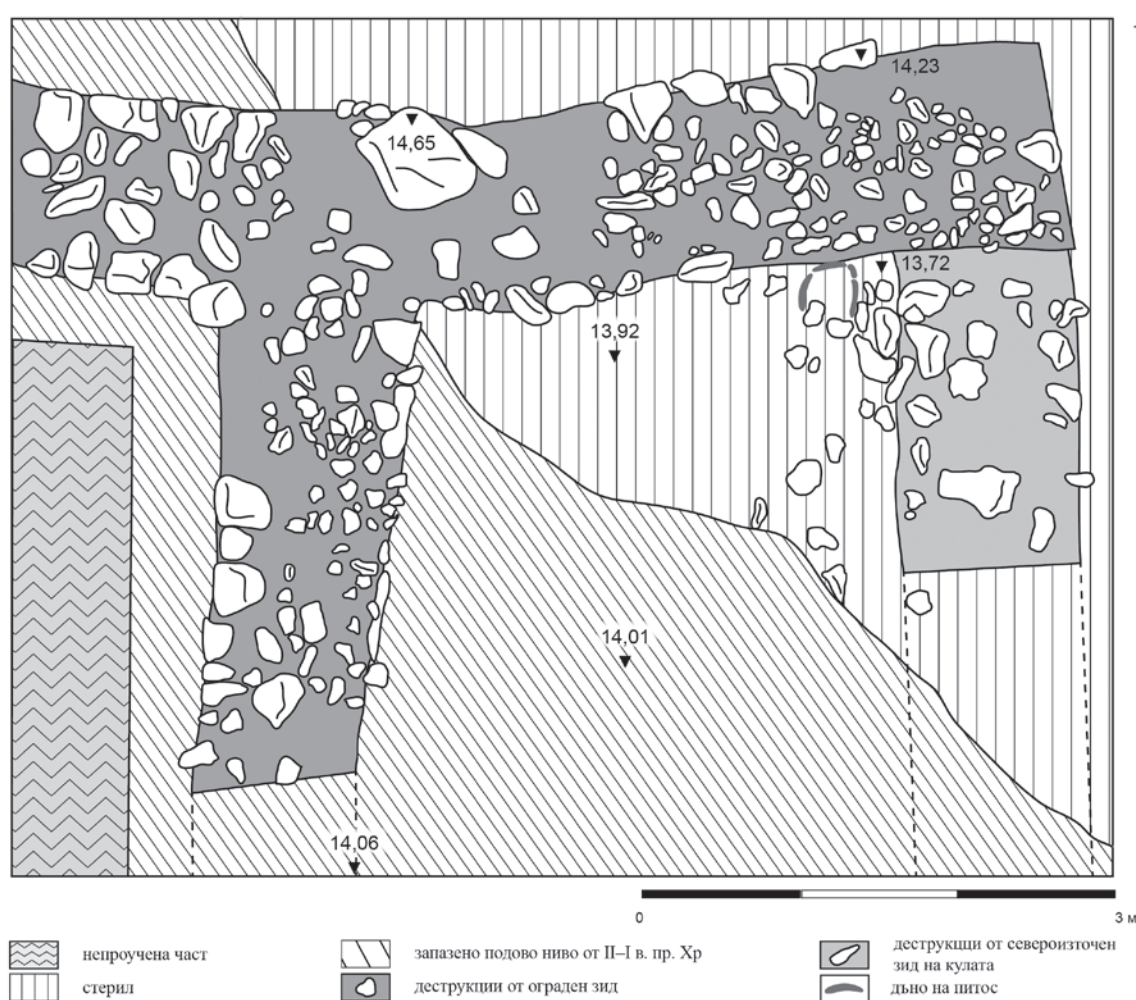 14,23
14,65
13,72
13,92
14,01
14,06
0
3 м
непроучена част
стерил
запазено подово ниво от II–I в. пр. Хр
деструкции от ограден зид
деструкцци от североизточен
зид на кулата
дъно на питос